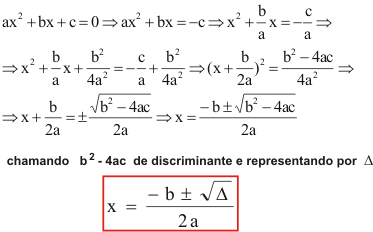 ax² + bx + c = 0 ⇒ ax² + bx = −c ⇒ x² + b/a x = − c/a ⇒
⇒ x² + b/a x + b²/4a² = − c/a + b²/4a² ⇒ (x + b/2a)² = b² − 4ac/4a² ⇒
⇒ x + b/2a = ± √b² − 4ac/2a ⇒ x = −b ± √b² − 4ac/2a
chamando b² - 4ac de discriminante e representando por Δ
x = − b ± √Δ/2 a